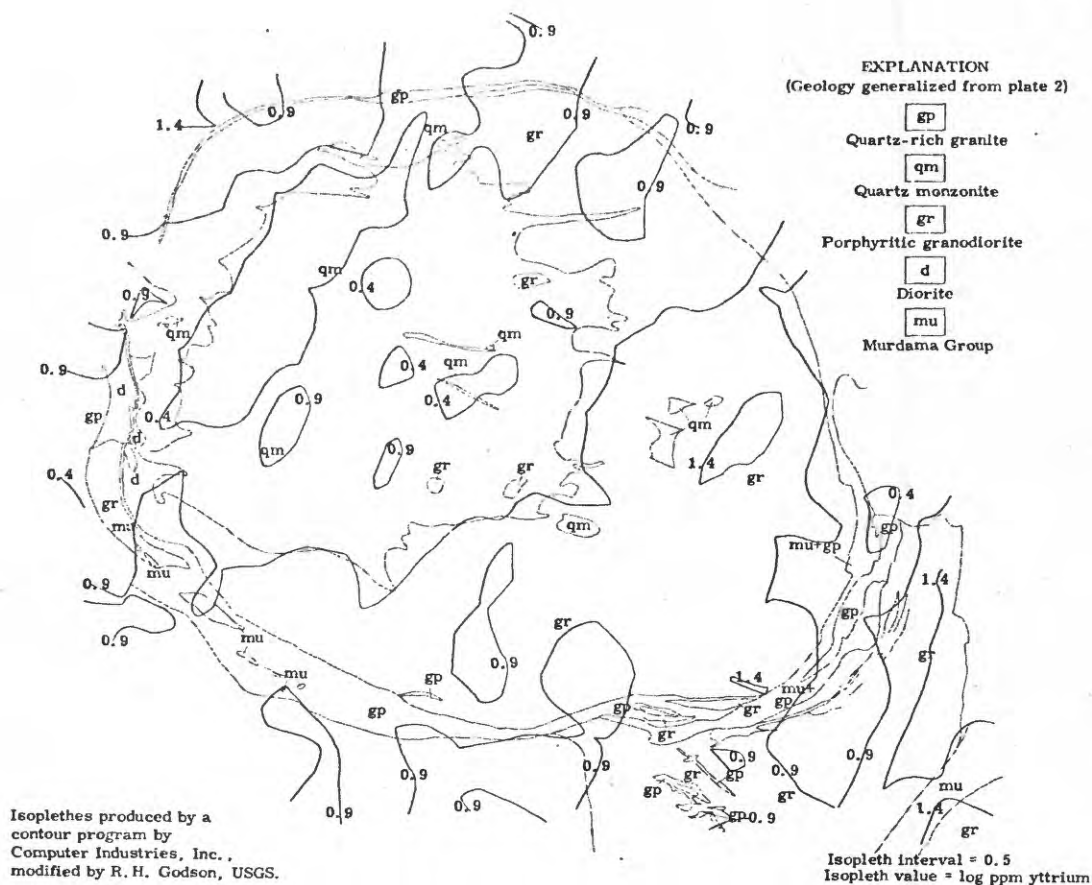 0.9
EXPLANATION
(Geology generalized from plate 2)
gp
Quartz-rich granite
qm
Quartz monzonite
gr
Porphyritic granodiorite
d
Diorite
mu
Murdama Group
gp
0.9
1.4
qm
gr
0.9
0.9
0.9
0.9
qm
0.4
gr
0.9
0.9
qm
qm
0.9
qm
0.4
d
0.9
0.4
gp
0.4
qm
d
qm
0.9
1.4
gr
gr
gr
0.4
d
0.4
gr
mu
qm
gp
mu+gp
mu
0.9
1.4
gp
0.9
mu
gr
gr
0.9
mu
1.4
mu+
gp
gp
gp
gp
gr
gr
0.9
0.9
0.9
0.9
0.9
gr
gp
gp
gr
mu
0.9
0.9
gp
0.9
1.4
gr
Isoplethes produced by a
contour program by
Computer Industries, Inc.,
modified by R. H. Godson, USGS.
Isopleth interval = 0.5
Isopleth value = log ppm yttrium